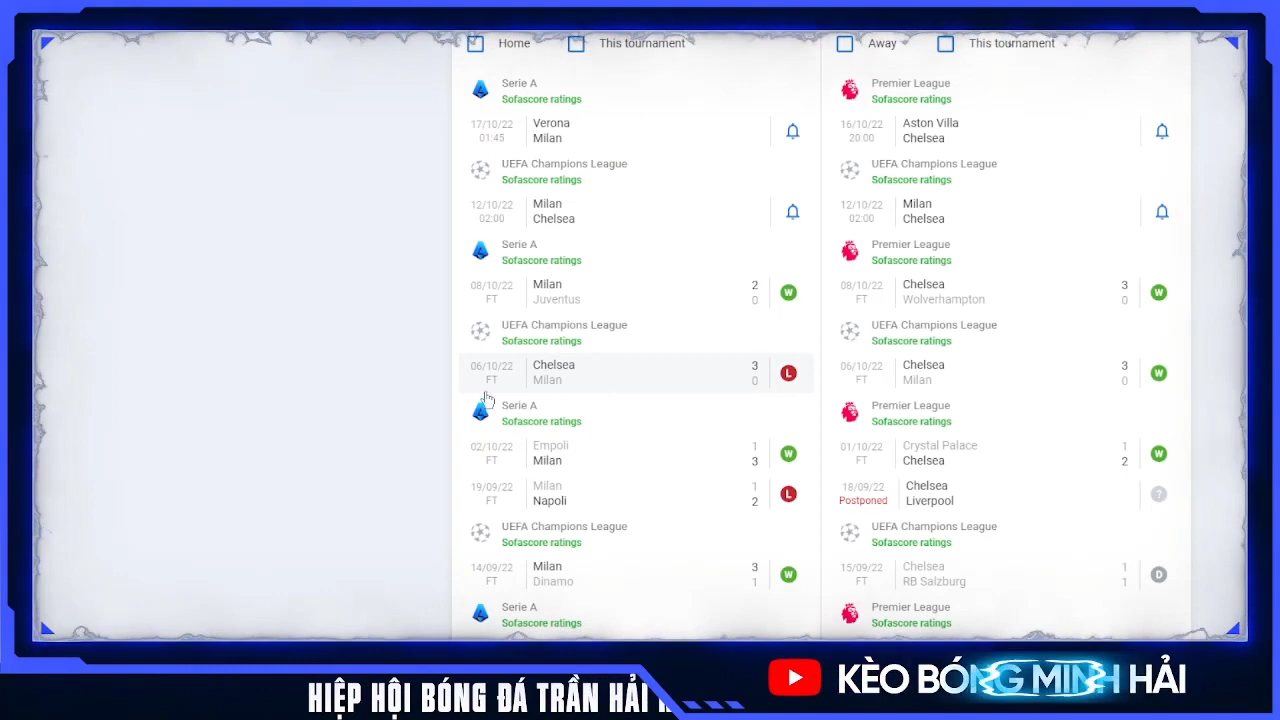 Home
This tournament
Serie A
Sofascore ratings
17/10/22
01:45
Verona
Milan
UEFA Champions League
Sofascore ratings
12/10/22
02:00
Milan
Chelsea
Serie A
Sofascore ratings
08/10/22
FT
Milan 2
Juventus 0
W
UEFA Champions League
Sofascore ratings
06/10/22
FT
Chelsea 3
Milan 0
L
Serie A
Sofascore ratings
02/10/22
FT
Empoli 1
Milan 3
W
19/09/22
FT
Milan 1
Napoli 2
L
UEFA Champions League
Sofascore ratings
14/09/22
FT
Milan 3
Dinamo 1
W
Serie A
Sofascore ratings
Away
This tournament
Premier League
Sofascore ratings
16/10/22
20:00
Aston Villa
Chelsea
UEFA Champions League
Sofascore ratings
12/10/22
02:00
Milan
Chelsea
Premier League
Sofascore ratings
08/10/22
FT
Chelsea 3
Wolverhampton 0
W
UEFA Champions League
Sofascore ratings
06/10/22
FT
Chelsea 3
Milan 0
W
Premier League
Sofascore ratings
01/10/22
FT
Crystal Palace 1
Chelsea 2
W
18/09/22
Postponed
Chelsea
Liverpool
?
UEFA Champions League
Sofascore ratings
15/09/22
FT
Chelsea 1
RB Salzburg 1
D
Premier League
Sofascore ratings
HIỆP HỘI BÓNG ĐÁ TRẦN HẢI
KÈO BÓNG MINH HẢI